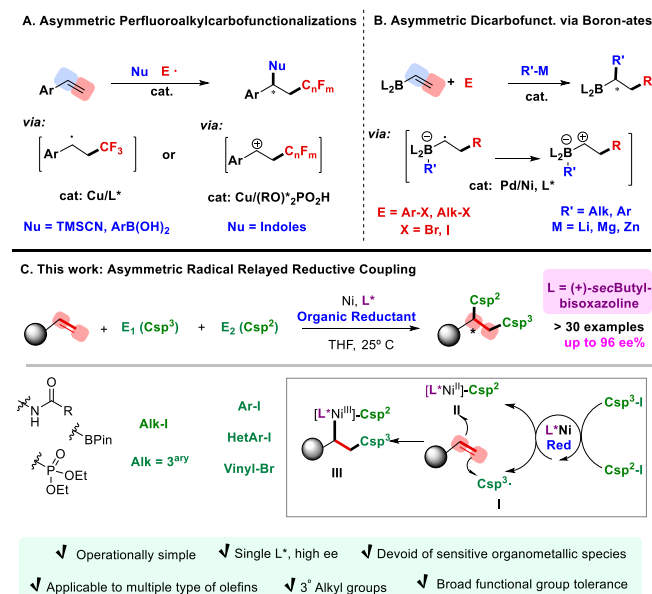 A. Asymmetric Perfluoroalkylcarbofunctionalizations
Ar
Nu E ·
cat.
Nu
Ar * CnFm
via:
Ar CF3
or
via:
Ar ⊕ CnFm
cat: Cu/L*
cat: Cu/(RO)*2PO2H
Nu = TMSCN, ArB(OH)2
Nu = Indoles
B. Asymmetric Dicarbofunct. via Boron-ates
L2B + E
R'-M
cat.
R'
L2B * R
via:
⊖ · R
L2B
R'
⊖ ⊕ R
L2B
R'
cat: Pd/Ni, L*
E = Ar-X, Alk-X
X = Br, I
R' = Alk, Ar
M = Li, Mg, Zn
C. This work: Asymmetric Radical Relayed Reductive Coupling
+ E1 (Csp3) + E2 (Csp2)
Ni, L*
Organic Reductant
THF, 25º C
Csp2
Csp3
*
L = (+)-secButyl-
bisoxazoline
> 30 examples
up to 96 ee%
O
N
H
R
BPin
O
P OEt
OEt
Alk-I
Alk = 3ary
Ar-I
HetAr-I
Vinyl-Br
[L*NiIII]-Csp2
Csp3
III
[L*NiII]-Csp2
II
Csp3·
I
L*Ni
Red
Csp3-I
Csp2-I
✓ Operationally simple ✓ Single L*, high ee ✓ Devoid of sensitive organometallic species
✓ Applicable to multiple type of olefins ✓ 3° Alkyl groups ✓ Broad functional group tolerance